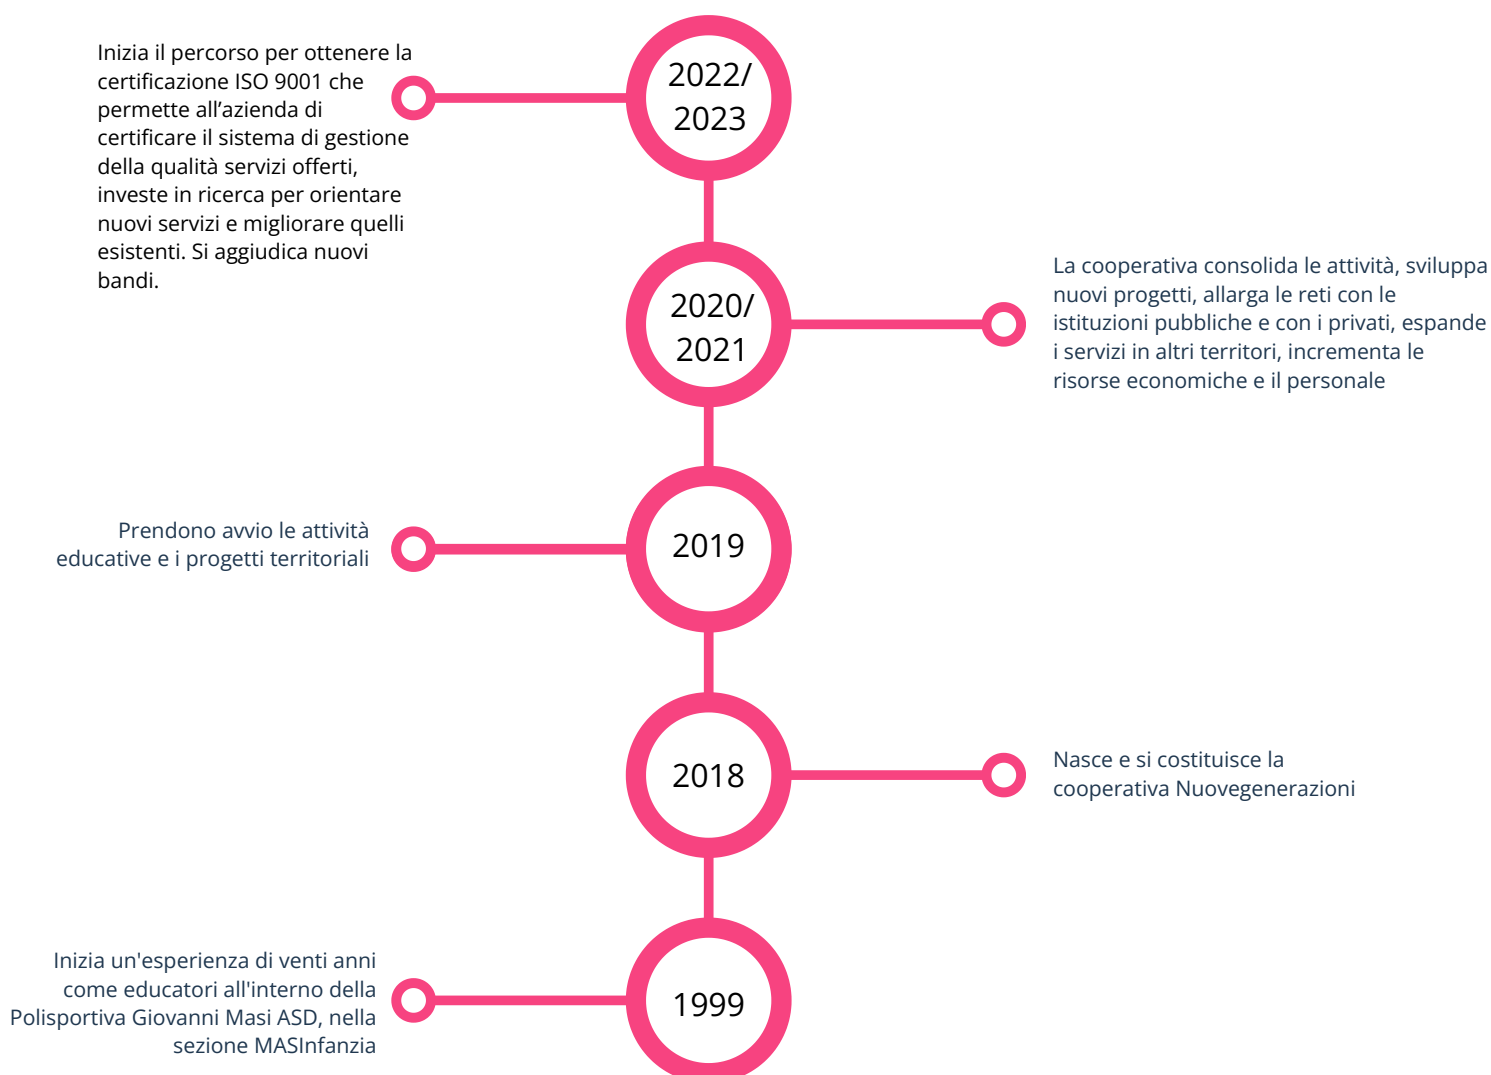 Inizia il percorso per ottenere la
certificazione ISO 9001 che
permette all’azienda di
certificare il sistema di gestione
della qualità servizi offerti,
investe in ricerca per orientare
nuovi servizi e migliorare quelli
esistenti. Si aggiudica nuovi
bandi.
2022/
2023
2020/
2021
La cooperativa consolida le attività, sviluppa
nuovi progetti, allarga le reti con le
istituzioni pubbliche e con i privati, espande
i servizi in altri territori, incrementa le
risorse economiche e il personale
Prendono avvio le attività
educative e i progetti territoriali
2019
2018
Nasce e si costituisce la
cooperativa Nuovegenerazioni
Inizia un'esperienza di venti anni
come educatori all'interno della
Polisportiva Giovanni Masi ASD, nella
sezione MASInfanzia
1999